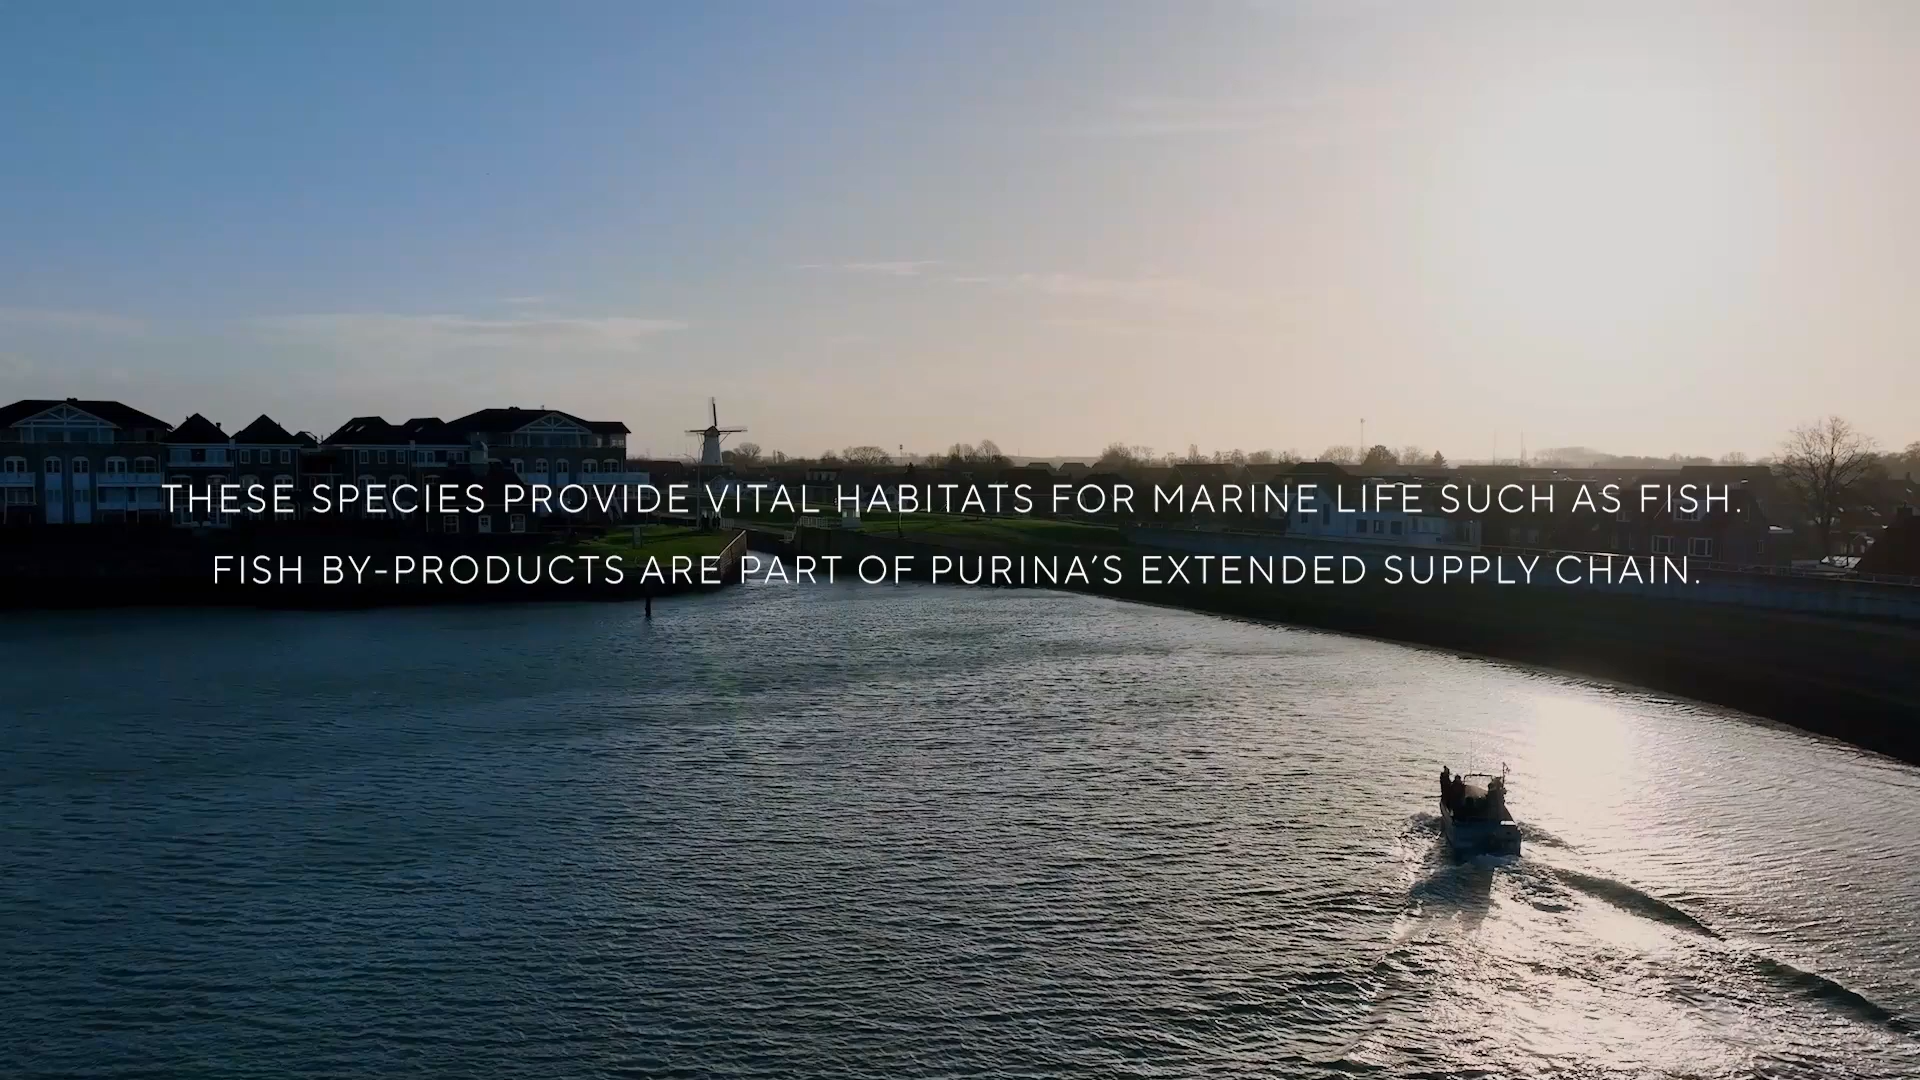 THESE SPECIES PROVIDE VITAL HABITATS FOR MARINE LIFE SUCH AS FISH.
FISH BY-PRODUCTS ARE PART OF PURINA’S EXTENDED SUPPLY CHAIN.